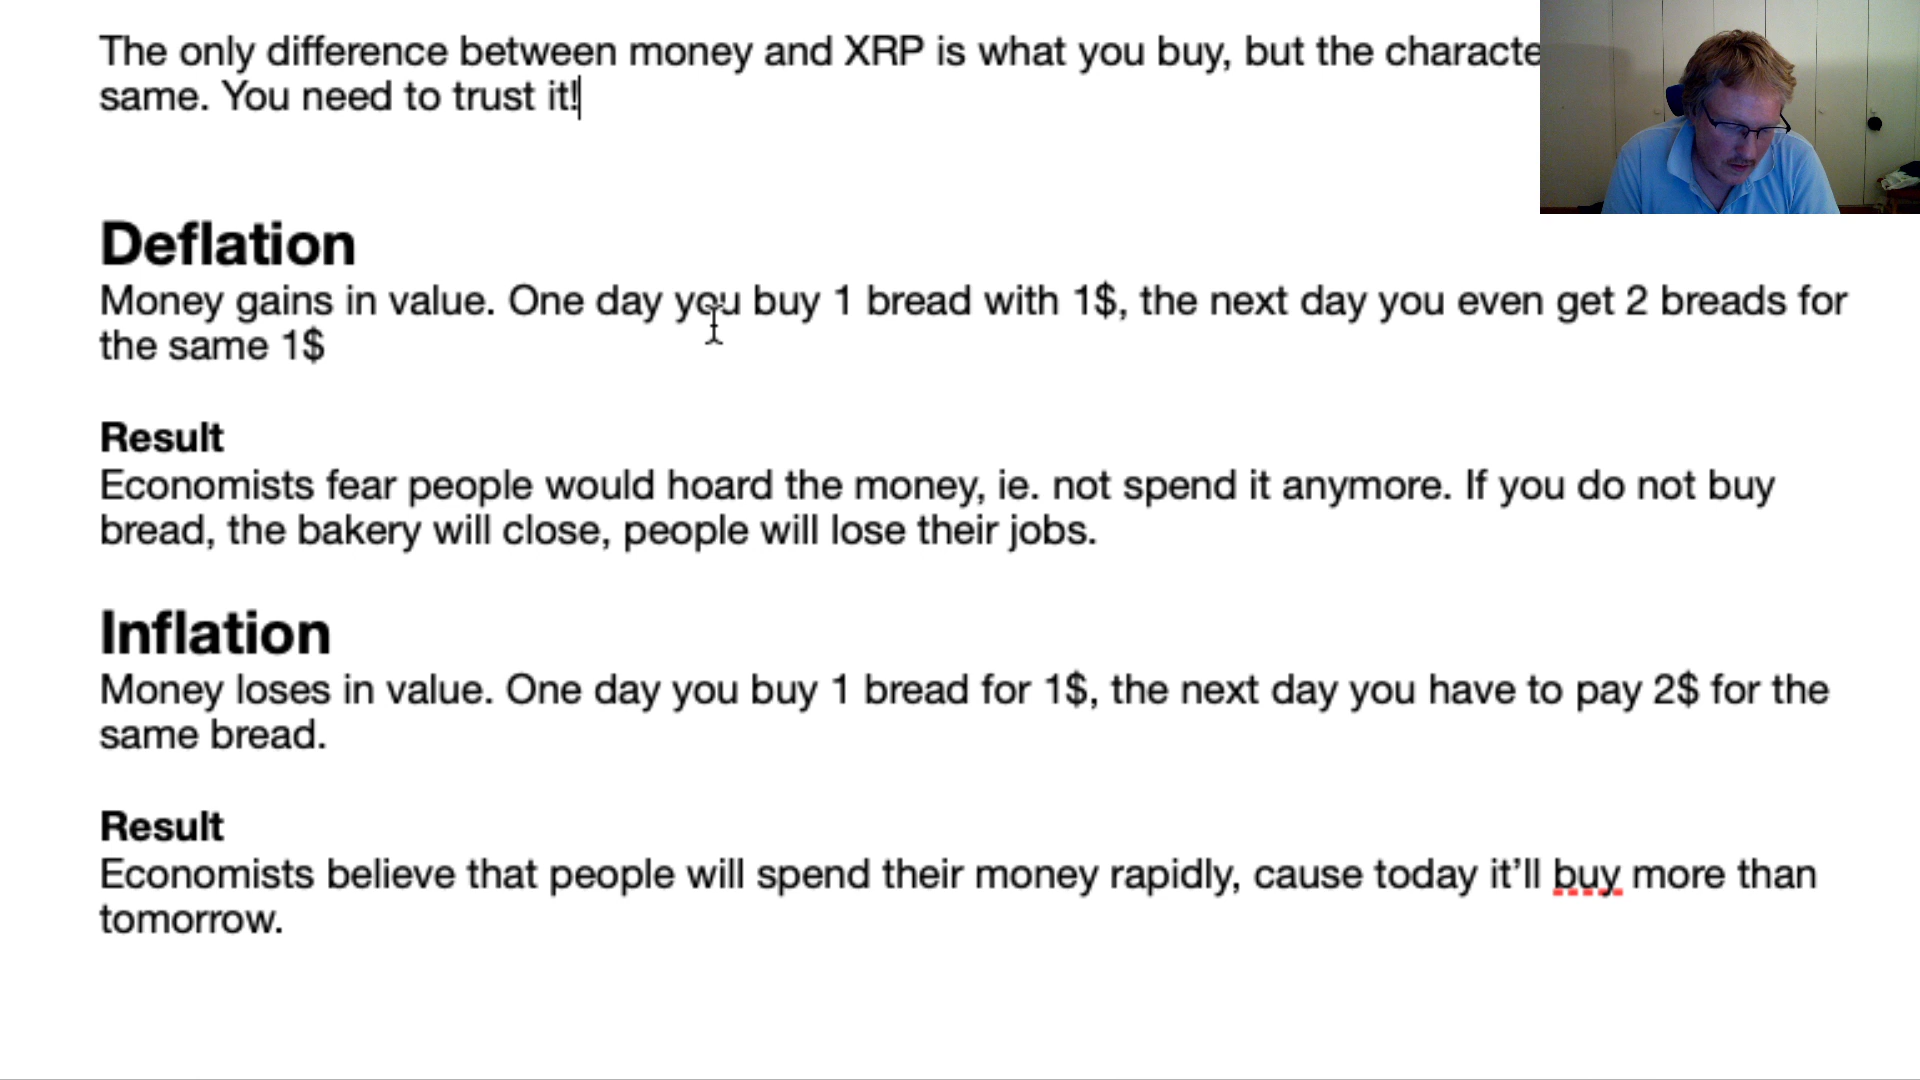 The only difference between money and XRP is what you buy, but the
same. You need to trust it!
Deflation
Money gains in value. One day you buy 1 bread with 1$, the next day you even get 2 breads for
the same 1$
Result
Economists fear people would hoard the money, ie. not spend it anymore. If you do not buy
bread, the bakery will close, people will lose their jobs.
Inflation
Money loses in value. One day you buy 1 bread for 1$, the next day you have to pay 2$ for the
same bread.
Result
Economists believe that people will spend their money rapidly, cause today it’ll buy more than
tomorrow.